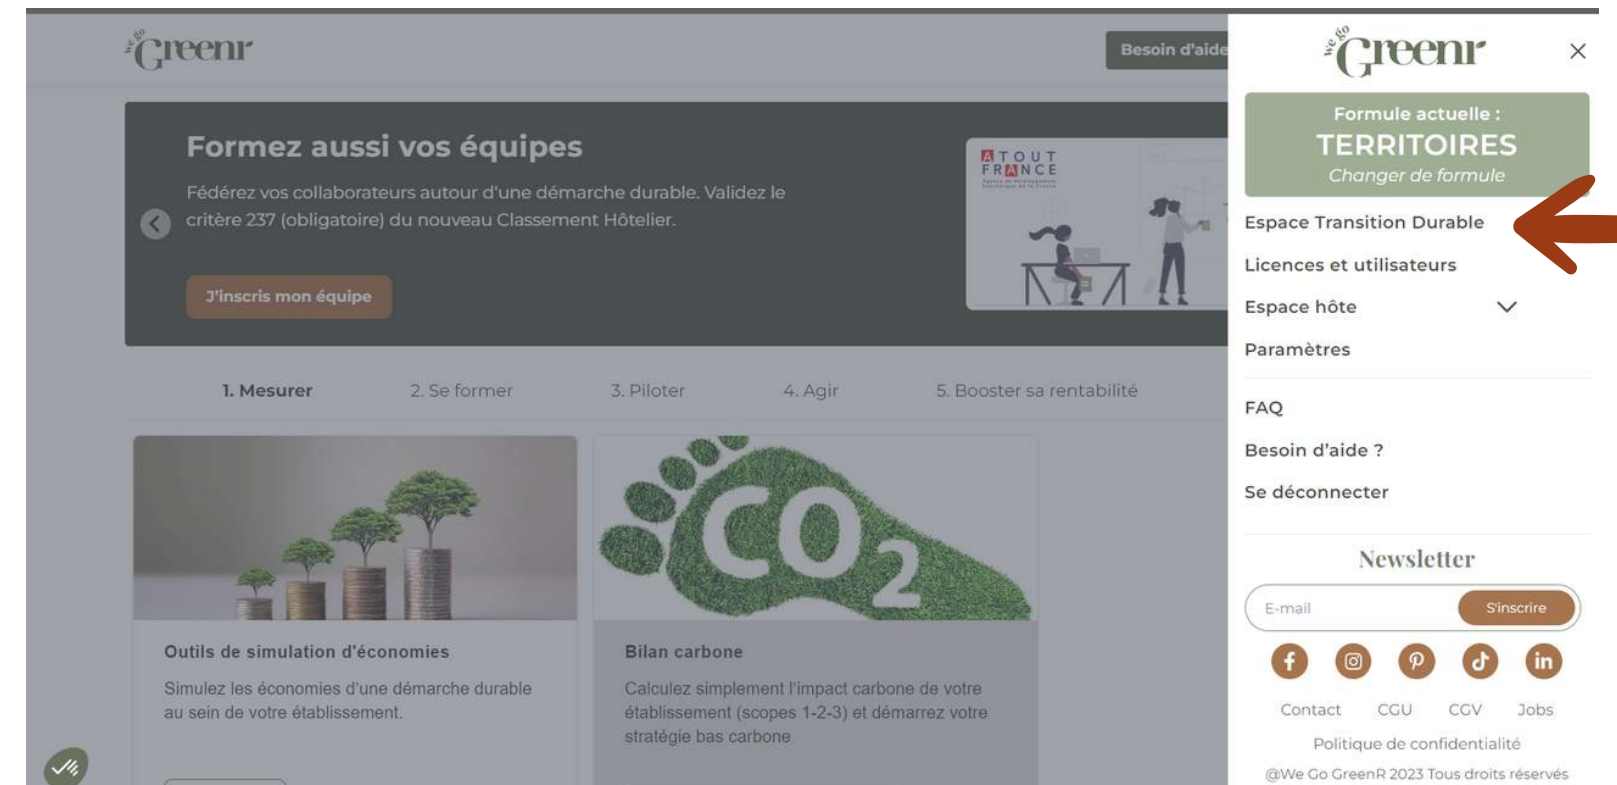 we go
Greenr
Besoin d'aide
Formez aussi vos équipes
Fédérez vos collaborateurs autour d'une démarche durable. Validez le
critère 237 (obligatoire) du nouveau Classement Hôtelier.
J'inscris mon équipe
ATOUT
FRANCE
1. Mesurer
2. Se former
3. Piloter
4. Agir
5. Booster sa rentabilité
CO2
Outils de simulation d'économies
Simulez les économies d'une démarche durable
au sein de votre établissement.
Bilan carbone
Calculez simplement l'impact carbone de votre
établissement (scopes 1-2-3) et démarrez votre
stratégie bas carbone
we go
Greenr
Formule actuelle :
TERRITOIRES
Changer de formule
Espace Transition Durable
Licences et utilisateurs
Espace hôte
Paramètres
FAQ
Besoin d'aide ?
Se déconnecter
Newsletter
E-mail
S'inscrire
Contact
CGU
CGV
Jobs
Politique de confidentialité
@We Go GreenR 2023 Tous droits réservés